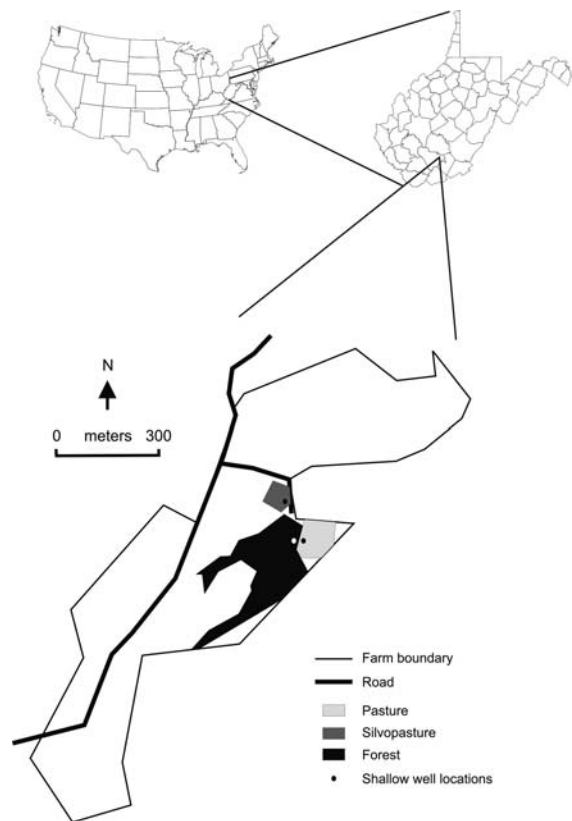 N
0 meters 300
Farm boundary
Road
Pasture
Silvopasture
Forest
Shallow well locations